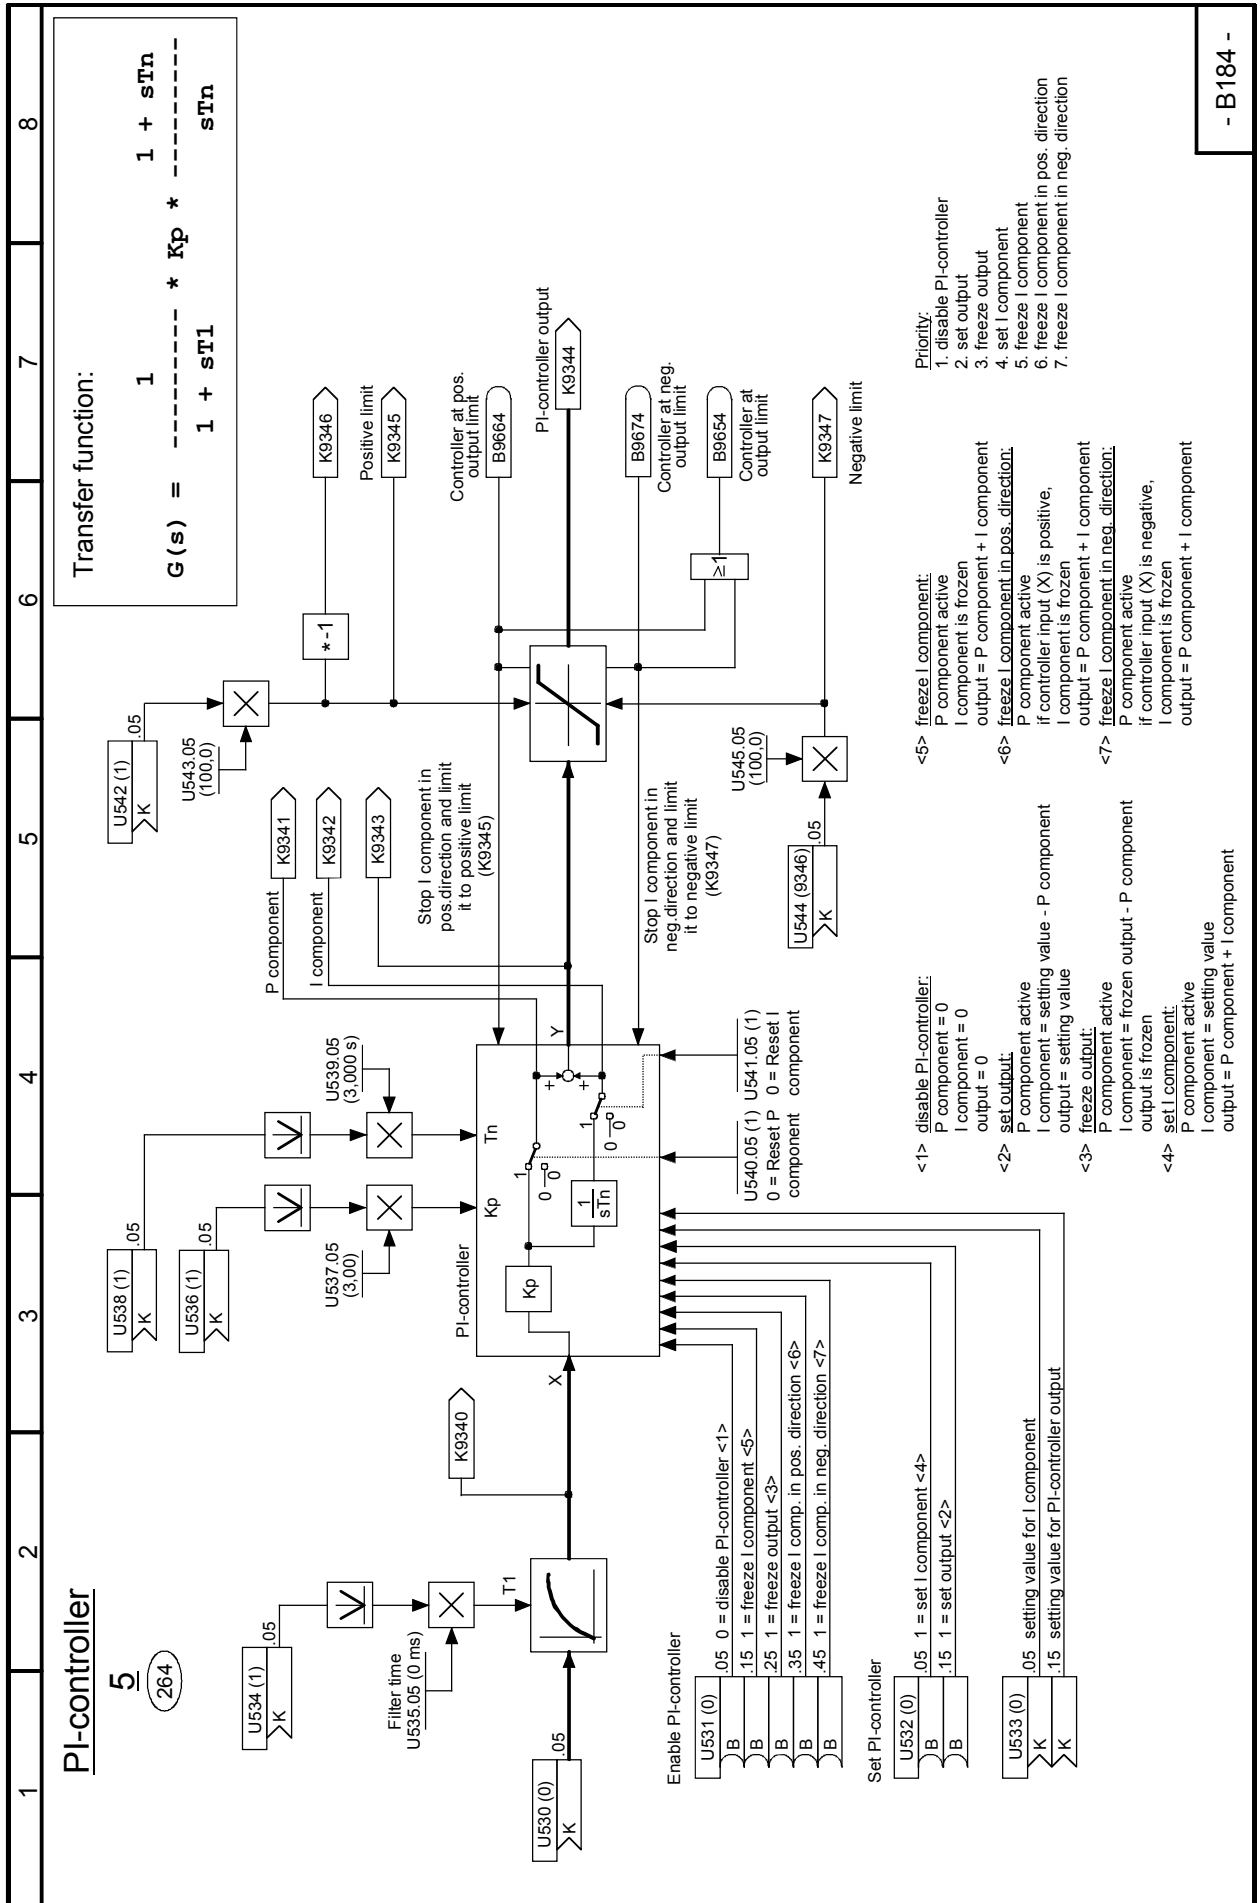 1 2 3 4 5 6 7 8
PI-controller
5
264
Transfer function:
1 1 + sTn
G(s) = -------- * Kp * ---------
1 + sT1 sTn
U534 (1)
K
.05
Filter time
U535.05 (0 ms)
T1
U530 (0)
K
.05
K9340
X
U538 (1)
K
.05
U536 (1)
K
.05
U537.05
(3,00)
U539.05
(3,000 s)
PI-controller
Kp
Tn
Kp
1
sTn
1
0
0
1
0
0
+
+
Y
U540.05 (1)
0 = Reset P
component
U541.05 (1)
0 = Reset I
component
P component
K9341
I component
K9342
K9343
Stop I component in
pos.direction and limit
it to positive limit
(K9345)
Stop I component in
neg.direction and limit
it to negative limit
(K9347)
U542 (1)
K
.05
U543.05
(100,0)
U545.05
(100,0)
U544 (9346)
K
.05
*-1
K9346
Positive limit
K9345
Controller at pos.
output limit
B9664
PI-controller output
K9344
B9674
Controller at neg.
output limit
≥1
B9654
Controller at
output limit
K9347
Negative limit
Enable PI-controller
U531 (0)
B .05 0 = disable PI-controller <1>
B .15 1 = freeze I component <5>
B .25 1 = freeze output <3>
B .35 1 = freeze I comp. in pos. direction <6>
B .45 1 = freeze I comp. in neg. direction <7>
Set PI-controller
U532 (0)
B .05 1 = set I component <4>
B .15 1 = set output <2>
U533 (0)
K .05 setting value for I component
K .15 setting value for PI-controller output
<1> disable PI-controller:
P component = 0
I component = 0
output = 0
<2> set output:
P component active
I component = setting value - P component
output = setting value
<3> freeze output:
P component active
I component = frozen output - P component
output is frozen
<4> set I component:
P component active
I component = setting value
output = P component + I component
<5> freeze I component:
P component active
I component is frozen
output = P component + I component
<6> freeze I component in pos. direction:
P component active
if controller input (X) is positive,
I component is frozen
output = P component + I component
<7> freeze I component in neg. direction:
P component active
if controller input (X) is negative,
I component is frozen
output = P component + I component
Priority:
1. disable PI-controller
2. set output
3. freeze output
4. set I component
5. freeze I component
6. freeze I component in pos. direction
7. freeze I component in neg. direction
- B184 -